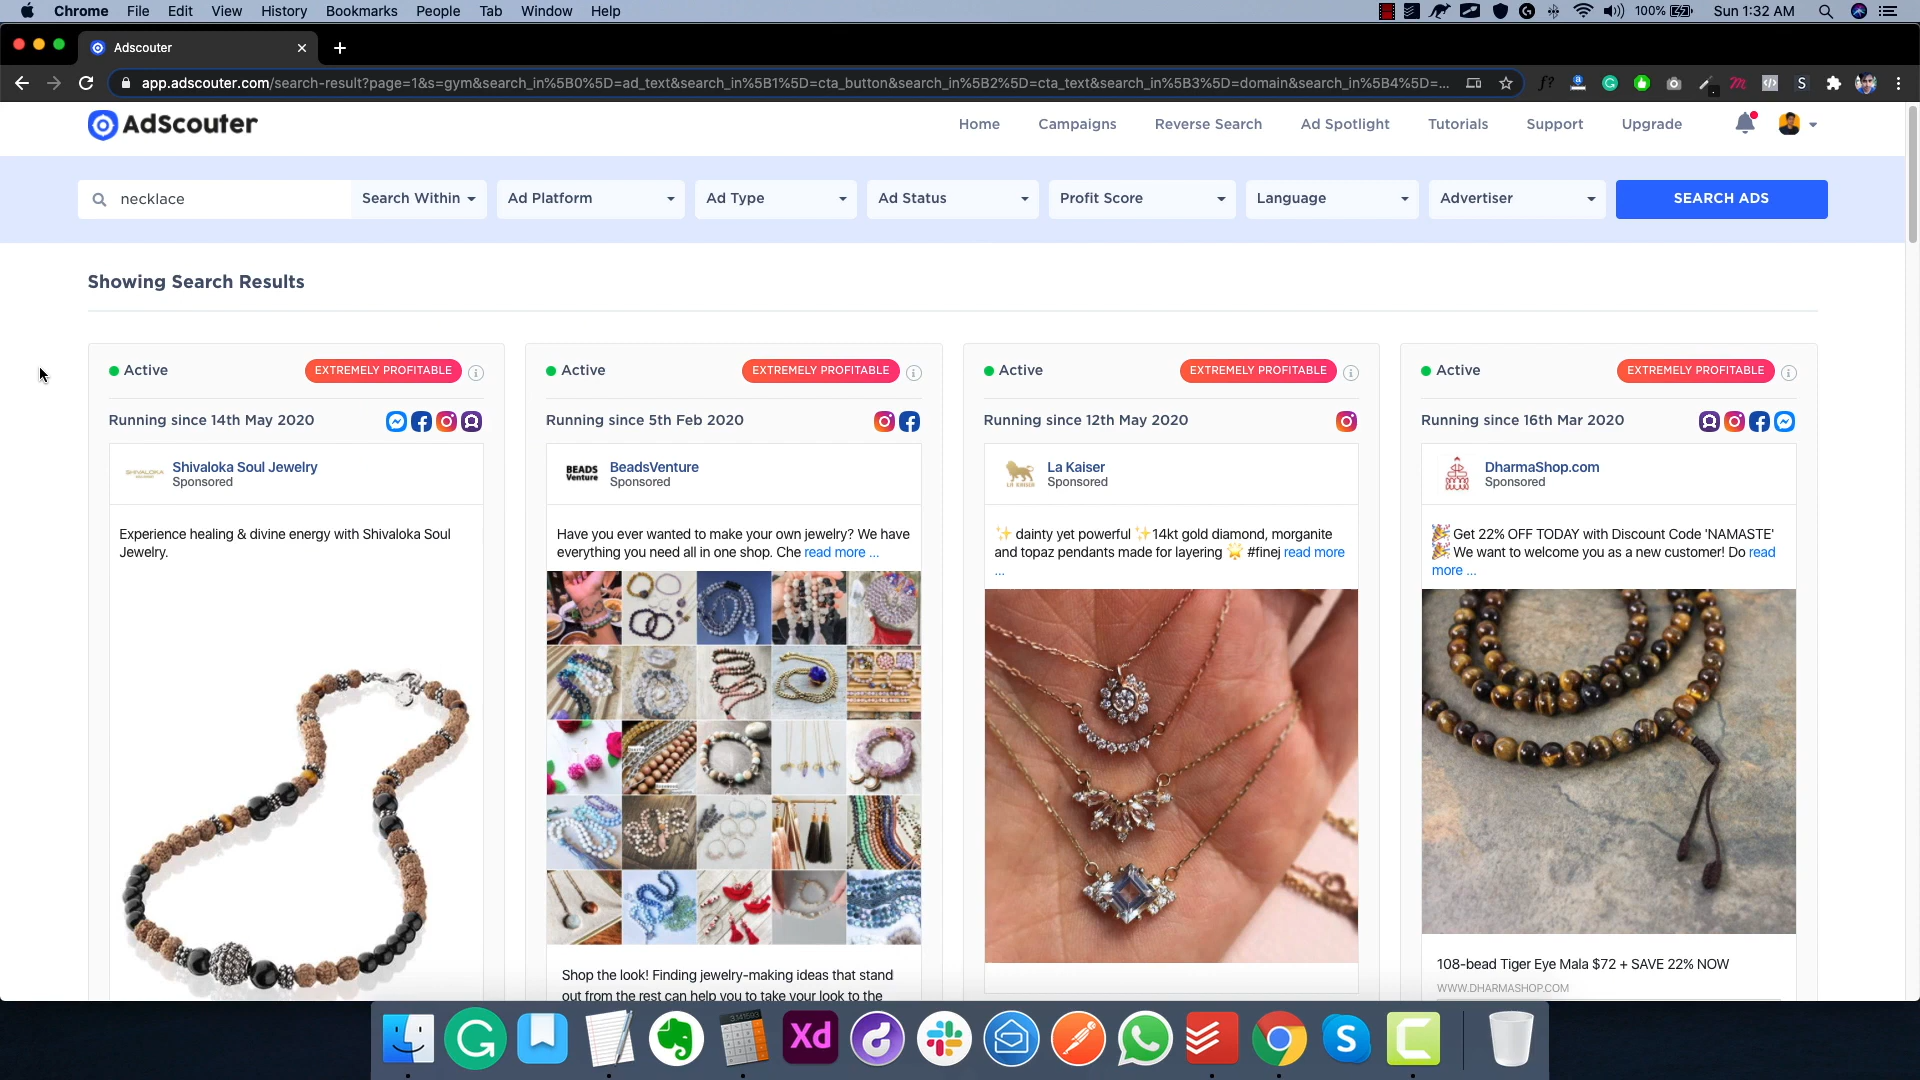 Chrome File Edit View History Bookmarks People Tab Window Help 100% Sun 1:32 AM
Adscouter
app.adscouter.com/search-result?page=1&s=gym&search_in%5B0%5D=ad_text&search_in%5B1%5D=cta_button&search_in%5B2%5D=cta_text&search_in%5B3%5D=domain&search_in%5B4%5D=...
AdScouter Home Campaigns Reverse Search Ad Spotlight Tutorials Support Upgrade
necklace Search Within Ad Platform Ad Type Ad Status Profit Score Language Advertiser SEARCH ADS
Showing Search Results
Active EXTREMELY PROFITABLE
Running since 14th May 2020
SHIVALOKA
Shivaloka Soul Jewelry
Sponsored
Experience healing & divine energy with Shivaloka Soul
Jewelry.
Active EXTREMELY PROFITABLE
Running since 5th Feb 2020
BEADS
Venture
BeadsVenture
Sponsored
Have you ever wanted to make your own jewelry? We have
everything you need all in one shop. Che read more ...
Shop the look! Finding jewelry-making ideas that stand
out from the rest can help you to take your look to the
Active EXTREMELY PROFITABLE
Running since 12th May 2020
LA KAISER
La Kaiser
Sponsored
✨ dainty yet powerful ✨14kt gold diamond, morganite
and topaz pendants made for layering 🌟 #finej read more
...
Active EXTREMELY PROFITABLE
Running since 16th Mar 2020
DharmaShop.com
Sponsored
🎉 Get 22% OFF TODAY with Discount Code 'NAMASTE'
🎉 We want to welcome you as a new customer! Do read
more ...
108-bead Tiger Eye Mala $72 + SAVE 22% NOW
WWW.DHARMASHOP.COM
3.141593
Xd